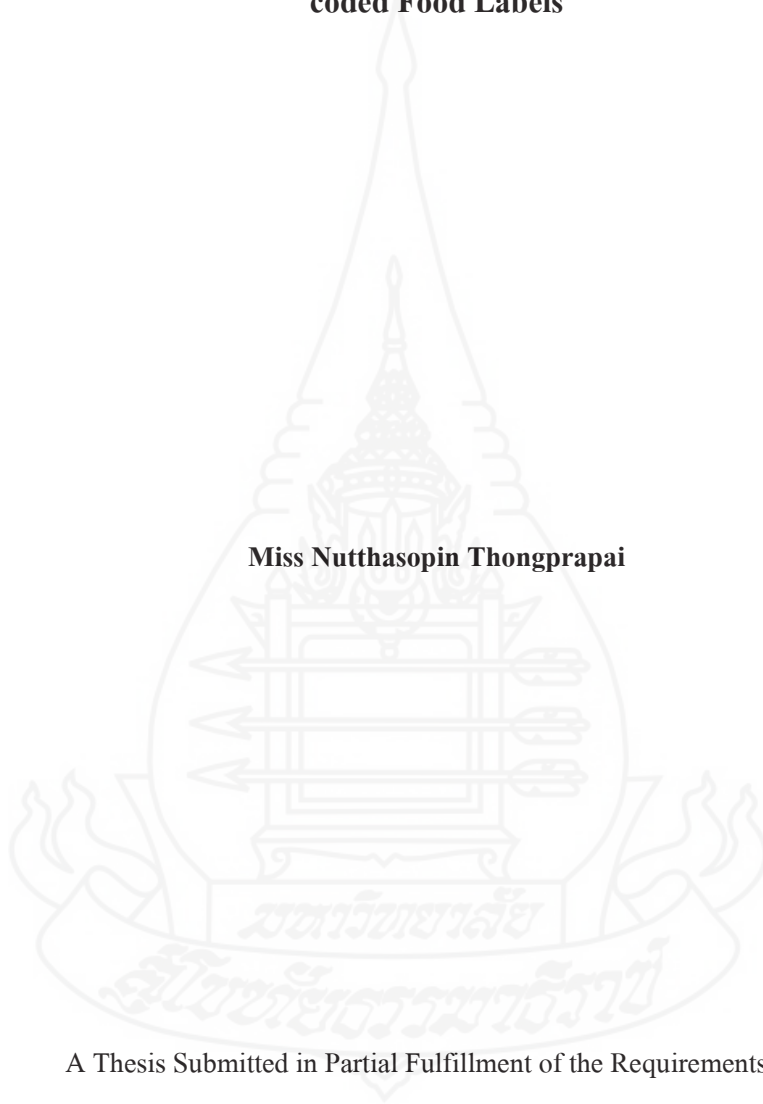 coded Food Labels
Miss Nutthasopin Thongprapai
มหาวิทยาลัย
สุโขทัยธรรมาธิราช
A Thesis Submitted in Partial Fulfillment of the Requirements